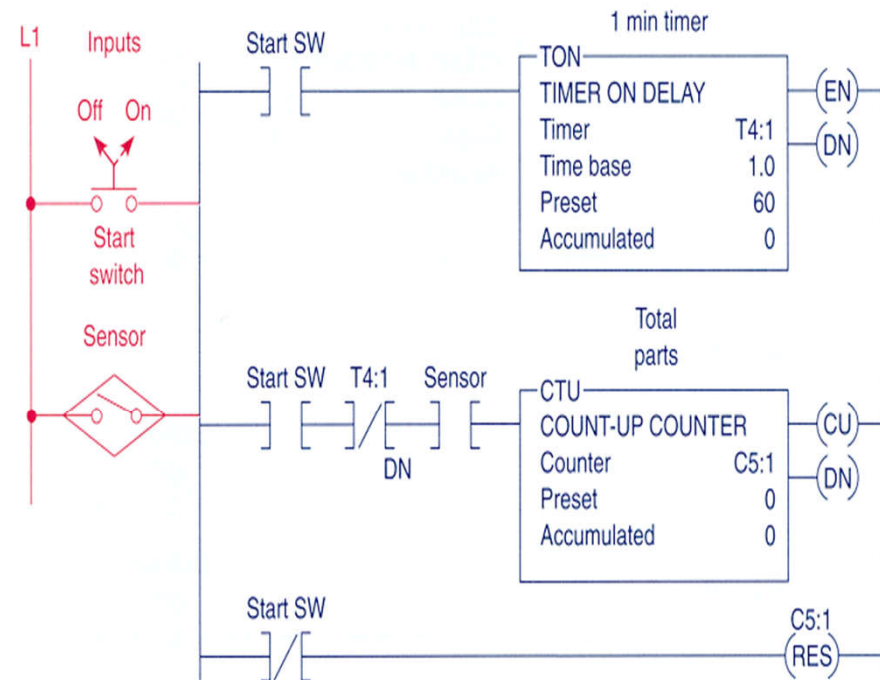 L1
Inputs
Off On
Start
switch
Sensor
Start SW
1 min timer
TON
TIMER ON DELAY
Timer T4:1
Time base 1.0
Preset 60
Accumulated 0
EN
DN
Start SW T4:1 Sensor
DN
Total
parts
CTU
COUNT-UP COUNTER
Counter C5:1
Preset 0
Accumulated 0
CU
DN
Start SW
C5:1
RES